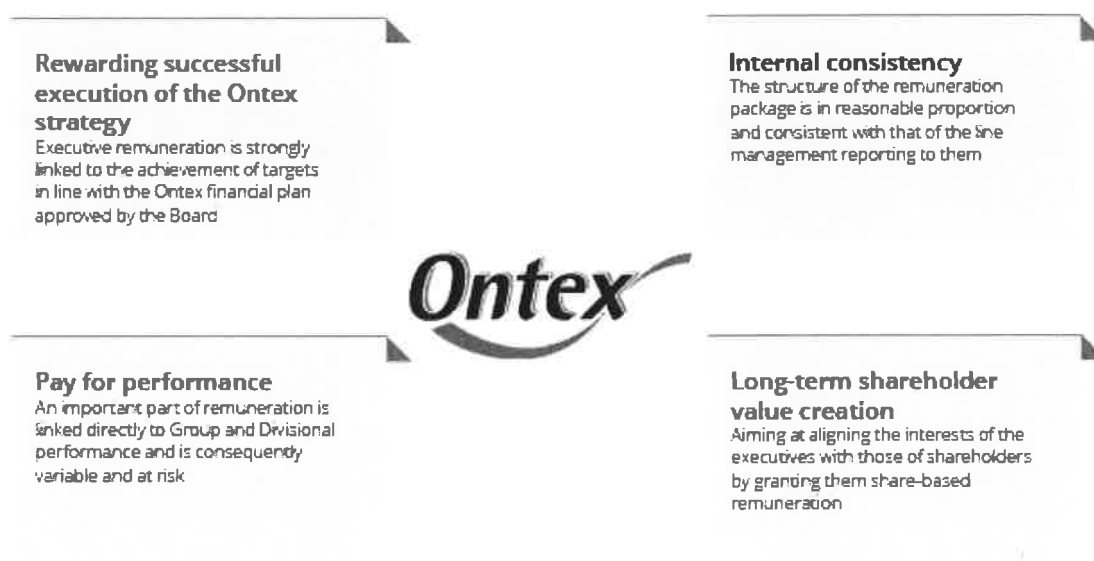 Rewarding successful
execution of the Ontex
strategy
Executive remuneration is strongly
linked to the achievement of targets
in line with the Ontex financial plan
approved by the Board
Internal consistency
The structure of the remuneration
package is in reasonable proportion
and consistent with that of the line
management reporting to them
Ontex
Pay for performance
An important part of remuneration is
linked directly to Group and Divisional
performance and is consequently
variable and at risk
Long-term shareholder
value creation
Aiming at aligning the interests of the
executives with those of shareholders
by granting them share-based
remuneration